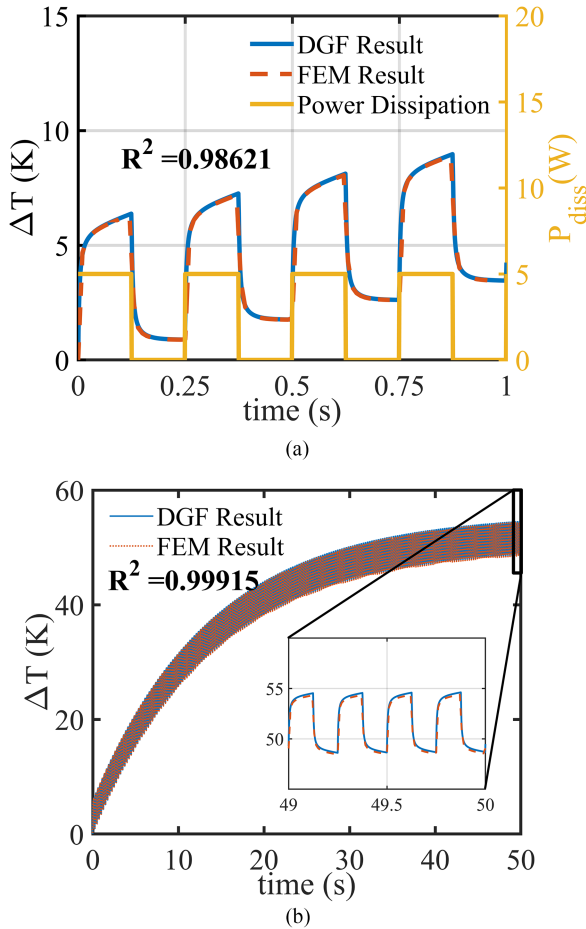 15
20
DGF Result
FEM Result
Power Dissipation
15
10
R² =0.98621
10
ΔT (K)
P_diss (W)
5
5
0
0
0 0.25 0.5 0.75 1
time (s)
(a)
60
DGF Result
FEM Result
R² =0.99915
40
ΔT (K)
20
55
50
49 49.5 50
0
0 10 20 30 40 50
time (s)
(b)